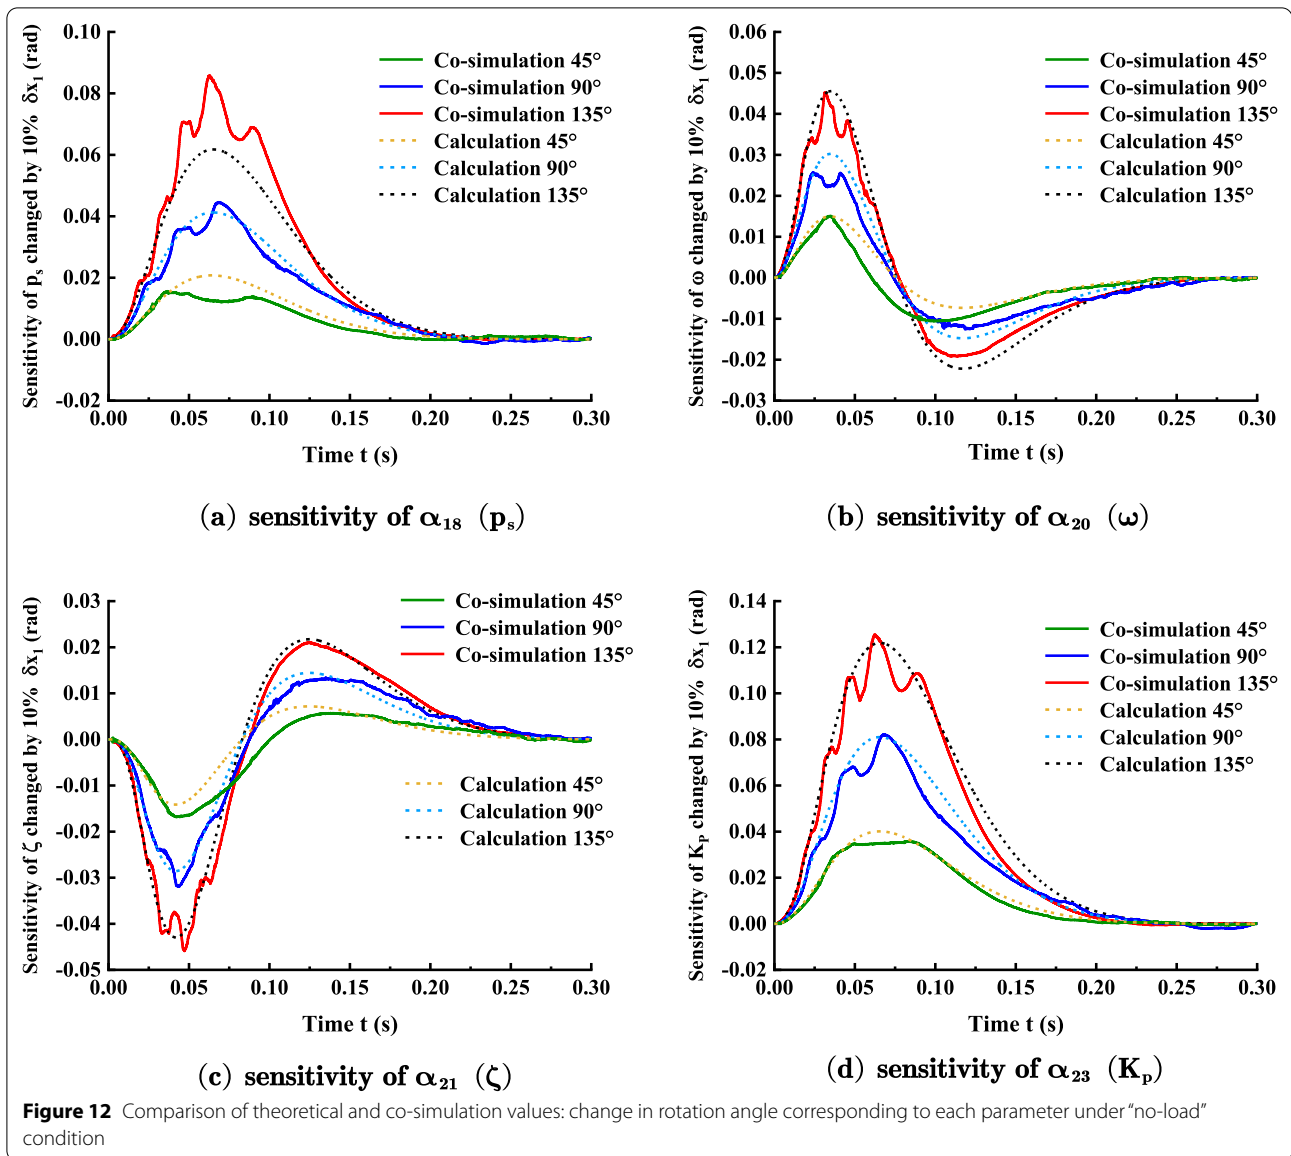 Sensitivity of pₛ changed by 10% δx₁ (rad)
0.10
0.08
0.06
0.04
0.02
0.00
-0.02
0.00 0.05 0.10 0.15 0.20 0.25 0.30
Time t (s)
Co-simulation 45°
Co-simulation 90°
Co-simulation 135°
Calculation 45°
Calculation 90°
Calculation 135°
(a) sensitivity of α₁₈ (pₛ)
Sensitivity of ω changed by 10% δx₁ (rad)
0.06
0.05
0.04
0.03
0.02
0.01
0.00
-0.01
-0.02
-0.03
0.00 0.05 0.10 0.15 0.20 0.25 0.30
Time t (s)
Co-simulation 45°
Co-simulation 90°
Co-simulation 135°
Calculation 45°
Calculation 90°
Calculation 135°
(b) sensitivity of α₂₀ (ω)
Sensitivity of ζ changed by 10% δx₁ (rad)
0.03
0.02
0.01
0.00
-0.01
-0.02
-0.03
-0.04
-0.05
0.00 0.05 0.10 0.15 0.20 0.25 0.30
Time t (s)
Co-simulation 45°
Co-simulation 90°
Co-simulation 135°
Calculation 45°
Calculation 90°
Calculation 135°
(c) sensitivity of α₂₁ (ζ)
Sensitivity of Kₚ changed by 10% δx₁ (rad)
0.14
0.12
0.10
0.08
0.06
0.04
0.02
0.00
-0.02
0.00 0.05 0.10 0.15 0.20 0.25 0.30
Time t (s)
Co-simulation 45°
Co-simulation 90°
Co-simulation 135°
Calculation 45°
Calculation 90°
Calculation 135°
(d) sensitivity of α₂₃ (Kₚ)
Figure 12 Comparison of theoretical and co-simulation values: change in rotation angle corresponding to each parameter under “no-load”
condition